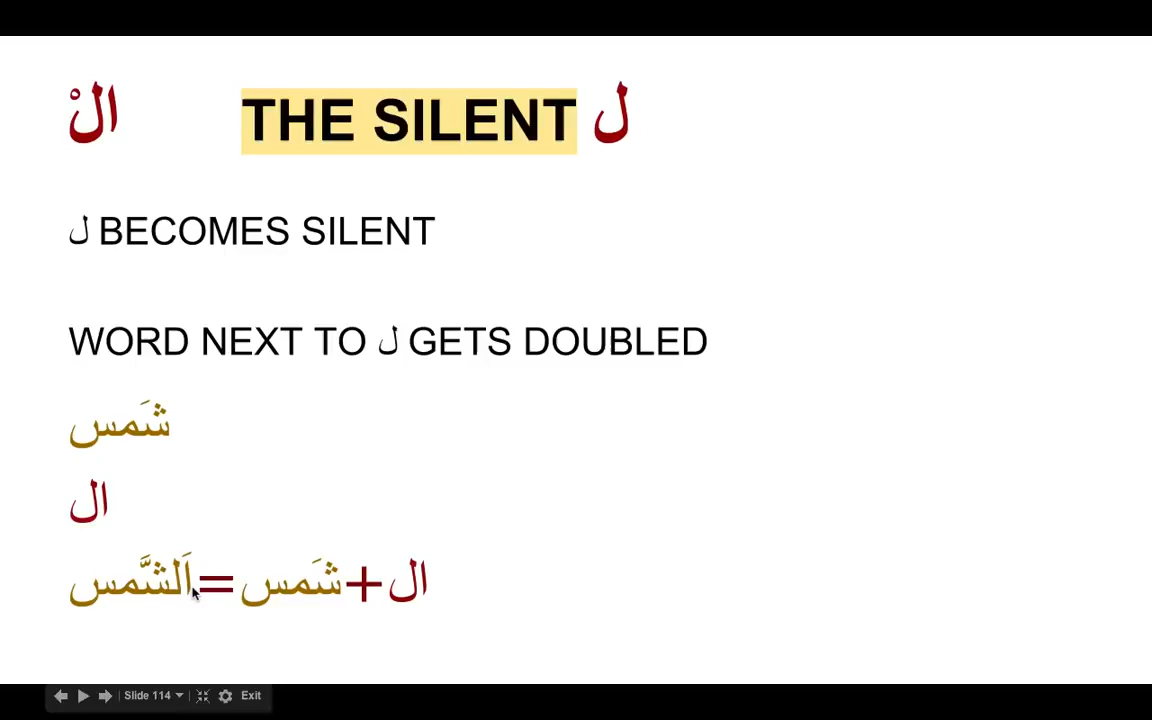 الْ THE SILENT ل
ل BECOMES SILENT
WORD NEXT TO ل GETS DOUBLED
شَمس
ال
ال+شَمس=اَلشَّمس
Slide 114 Exit